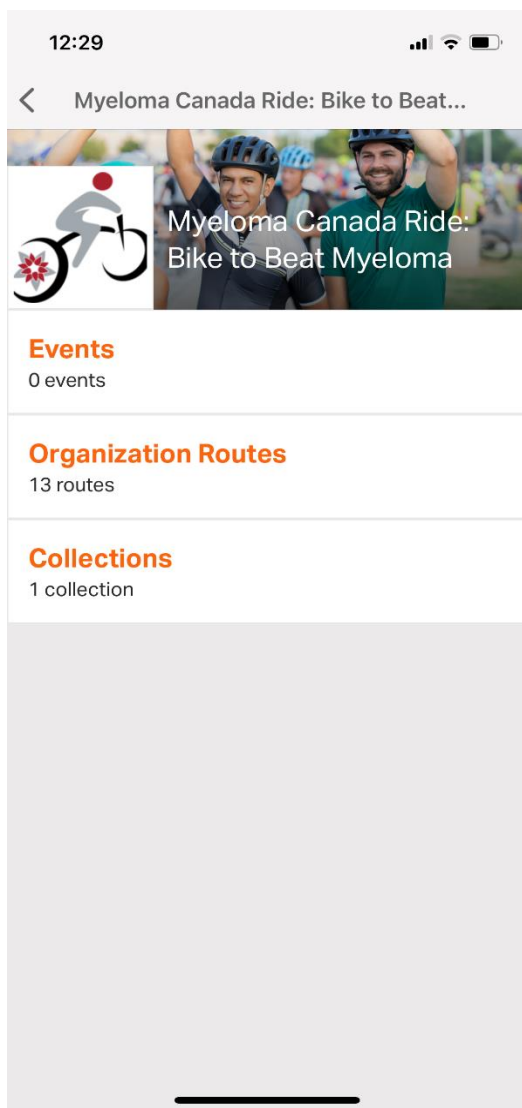 12:29
Myeloma Canada Ride: Bike to Beat...
Myeloma Canada Ride:
Bike to Beat Myeloma
Events
0 events
Organization Routes
13 routes
Collections
1 collection